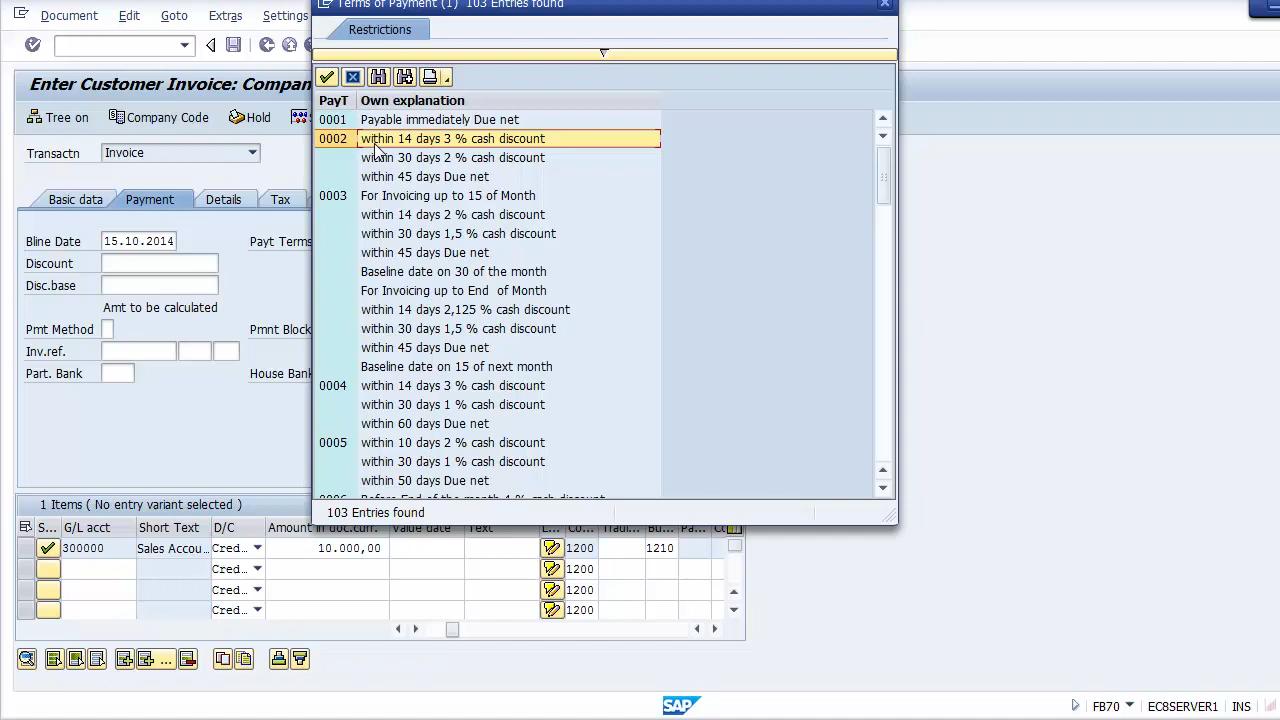 Document Edit Goto Extras Settings
Terms of Payment (1) 103 Entries found
Restrictions
Enter Customer Invoice: Compan
Tree on Company Code Hold
Transactn Invoice
Basic data Payment Details Tax
Bline Date 15.10.2014 Payt Terms
Discount
Disc.base
Amt to be calculated
Pmt Method Pmnt Block
Inv.ref.
Part. Bank House Bank
PayT Own explanation
0001 Payable immediately Due net
0002 within 14 days 3 % cash discount
within 30 days 2 % cash discount
within 45 days Due net
0003 For Invoicing up to 15 of Month
within 14 days 2 % cash discount
within 30 days 1,5 % cash discount
within 45 days Due net
Baseline date on 30 of the month
For Invoicing up to End of Month
within 14 days 2,125 % cash discount
within 30 days 1,5 % cash discount
within 45 days Due net
Baseline date on 15 of next month
0004 within 14 days 3 % cash discount
within 30 days 1 % cash discount
within 60 days Due net
0005 within 10 days 2 % cash discount
within 30 days 1 % cash discount
within 50 days Due net
103 Entries found
1 Items ( No entry variant selected )
S... G/L acct Short Text D/C Amount in doc.curr. Value date Text L... Co... Tradi... Bu... Pa...
300000 Sales Accou... Cred... 10.000,00 1200 1210
Cred... 1200
Cred... 1200
Cred... 1200
SAP FB70 EC8SERVER1 INS